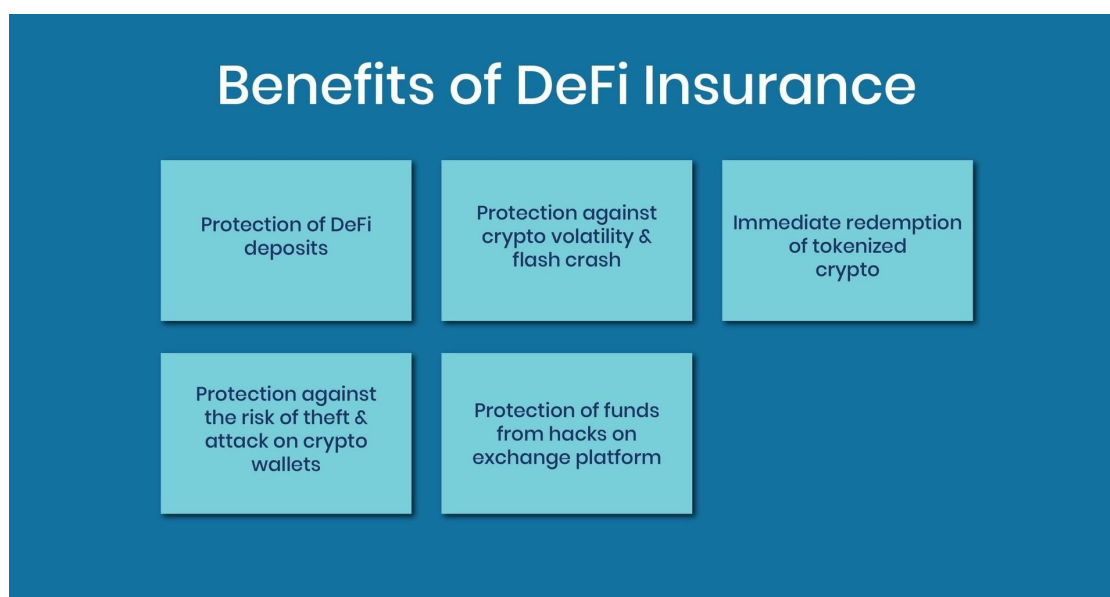 Benefits of DeFi Insurance
Protection of DeFi
deposits
Protection against
crypto volatility &
flash crash
Immediate redemption
of tokenized
crypto
Protection against
the risk of theft &
attack on crypto
wallets
Protection of funds
from hacks on
exchange platform